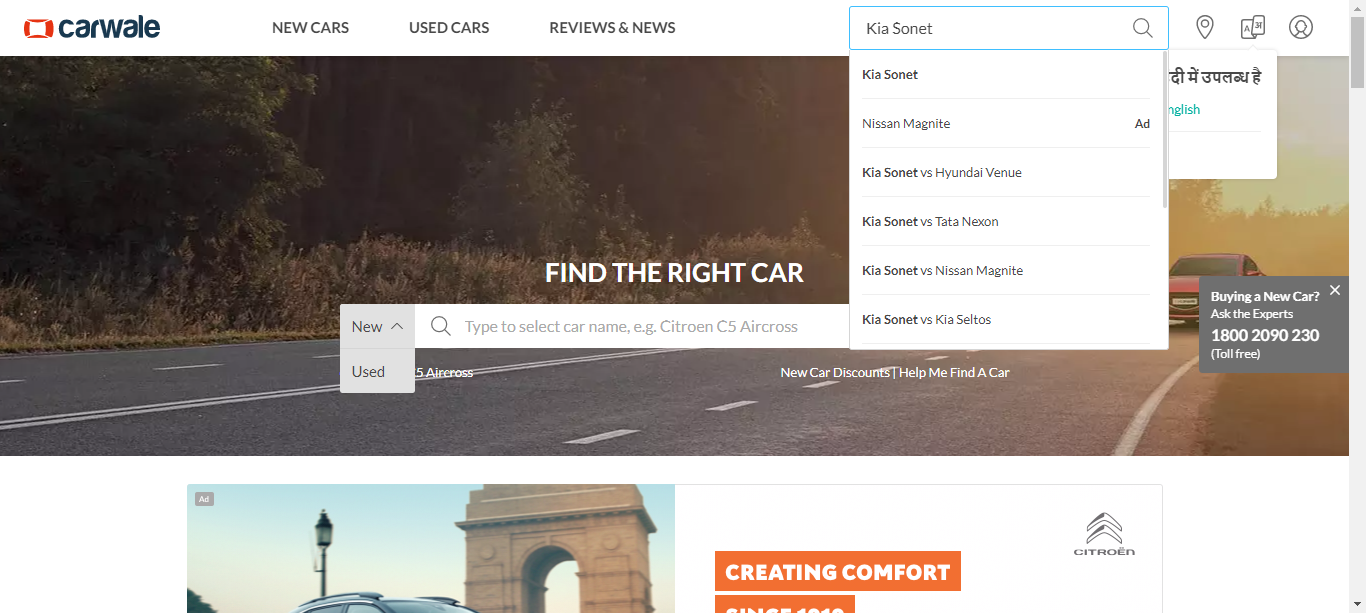 carwale
NEW CARS
USED CARS
REVIEWS & NEWS
Kia Sonet
Kia Sonet
Nissan Magnite
Ad
Kia Sonet vs Hyundai Venue
Kia Sonet vs Tata Nexon
Kia Sonet vs Nissan Magnite
Kia Sonet vs Kia Seltos
में उपलब्ध है
FIND THE RIGHT CAR
New
Type to select car name, e.g. Citroen C5 Aircross
Used
5 Aircross
New Car Discounts | Help Me Find A Car
Buying a New Car?
Ask the Experts
1800 2090 230
(Toll free)
Ad
CITROËN
CREATING COMFORT
SINCE 1919